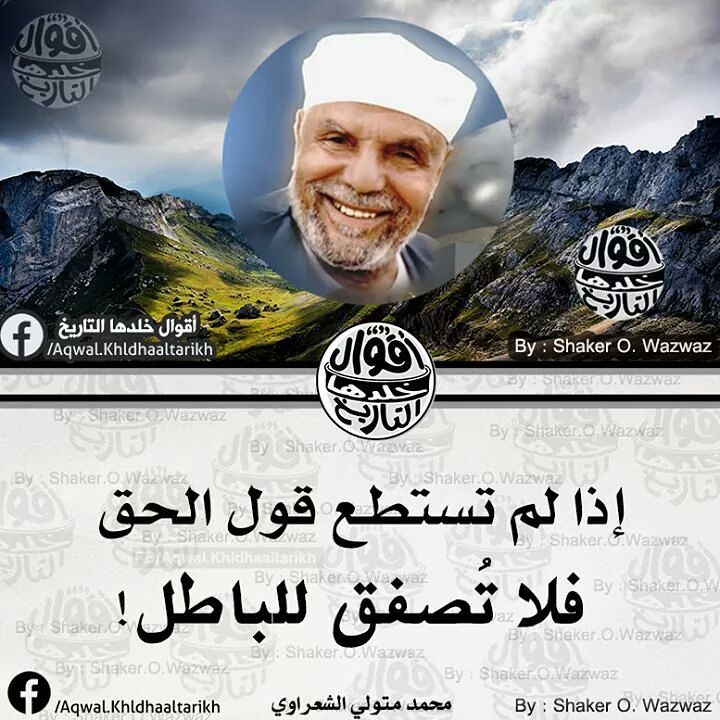 أقوال
خلدها
التاريخ
أقوال
خلدها
التاريخ
أقوال خلدها التاريخ
/Aqwal.Khldhaaltarikh
By : Shaker O. Wazwaz
أقوال
خلدها
التاريخ
إذا لم تستطع قول الحق
فلا تُصفق للباطل!
/Aqwal.Khldhaaltarikh
محمد متولي الشعراوي
By : Shaker O. Wazwaz